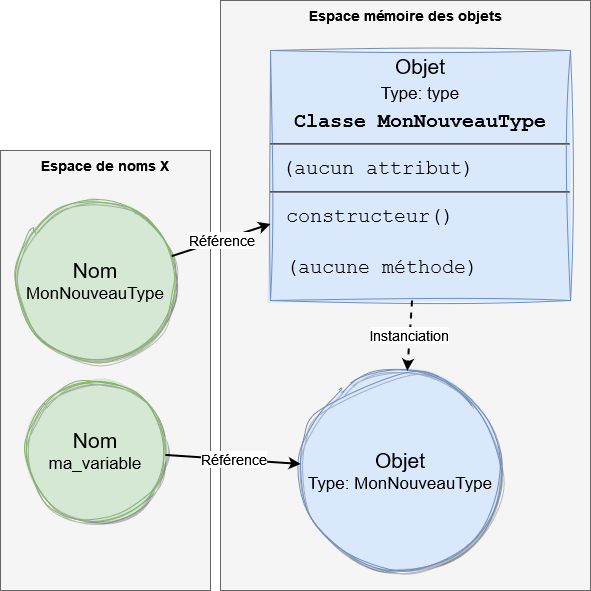 Espace mémoire des objets
Objet
Type: type
Classe MonNouveauType
(aucun attribut)
constructeur()
(aucune méthode)
Espace de noms X
Nom
MonNouveauType
Référence
Instanciation
Nom
ma_variable
Référence
Objet
Type: MonNouveauType